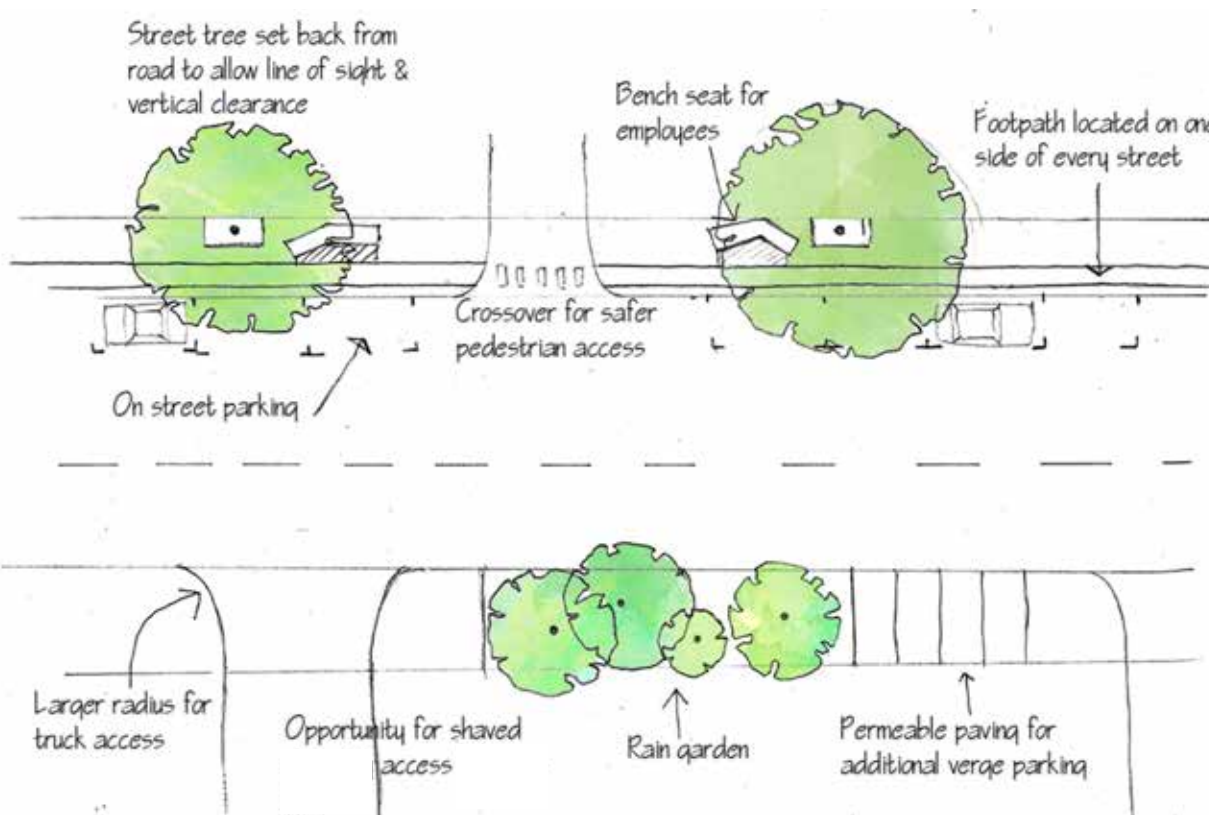 Street tree set back from
road to allow line of sight &
vertical clearance
Bench seat for
employees
Footpath located on one
side of every street
Crossover for safer
pedestrian access
On street parking
Larger radius for
truck access
Opportunity for shaved
access
Rain garden
Permeable paving for
additional verge parking